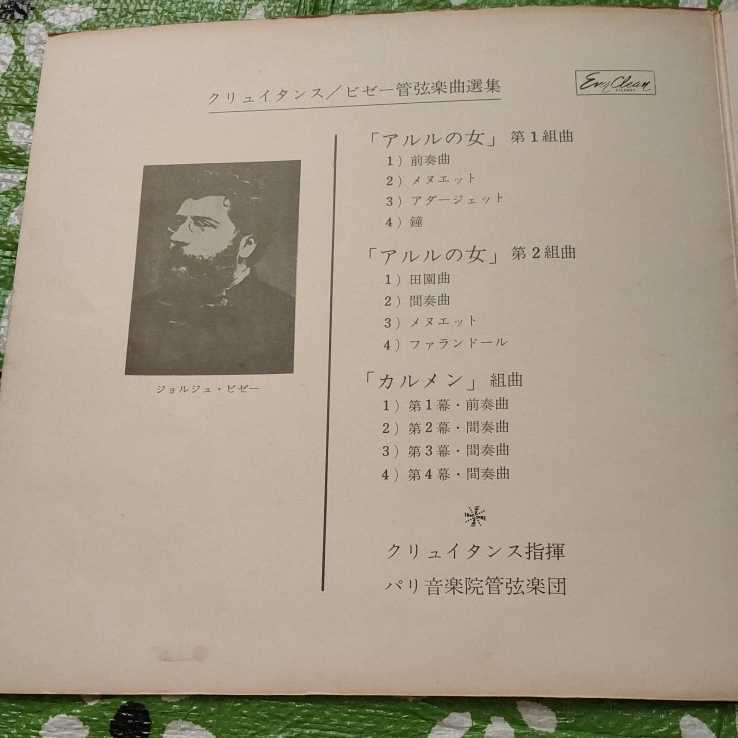 クリュイタンス／ビゼー管弦楽曲選集
Ever Clean
RECORDS
「アルルの女」第1組曲
1）前奏曲
2）メヌエット
3）アダージェット
4）鐘
「アルルの女」第2組曲
1）田園曲
2）間奏曲
3）メヌエット
4）ファランドール
「カルメン」組曲
1）第1幕・前奏曲
2）第2幕・間奏曲
3）第3幕・間奏曲
4）第4幕・間奏曲
クリュイタンス指揮
パリ音楽院管弦楽団
ジョルジュ・ビゼー